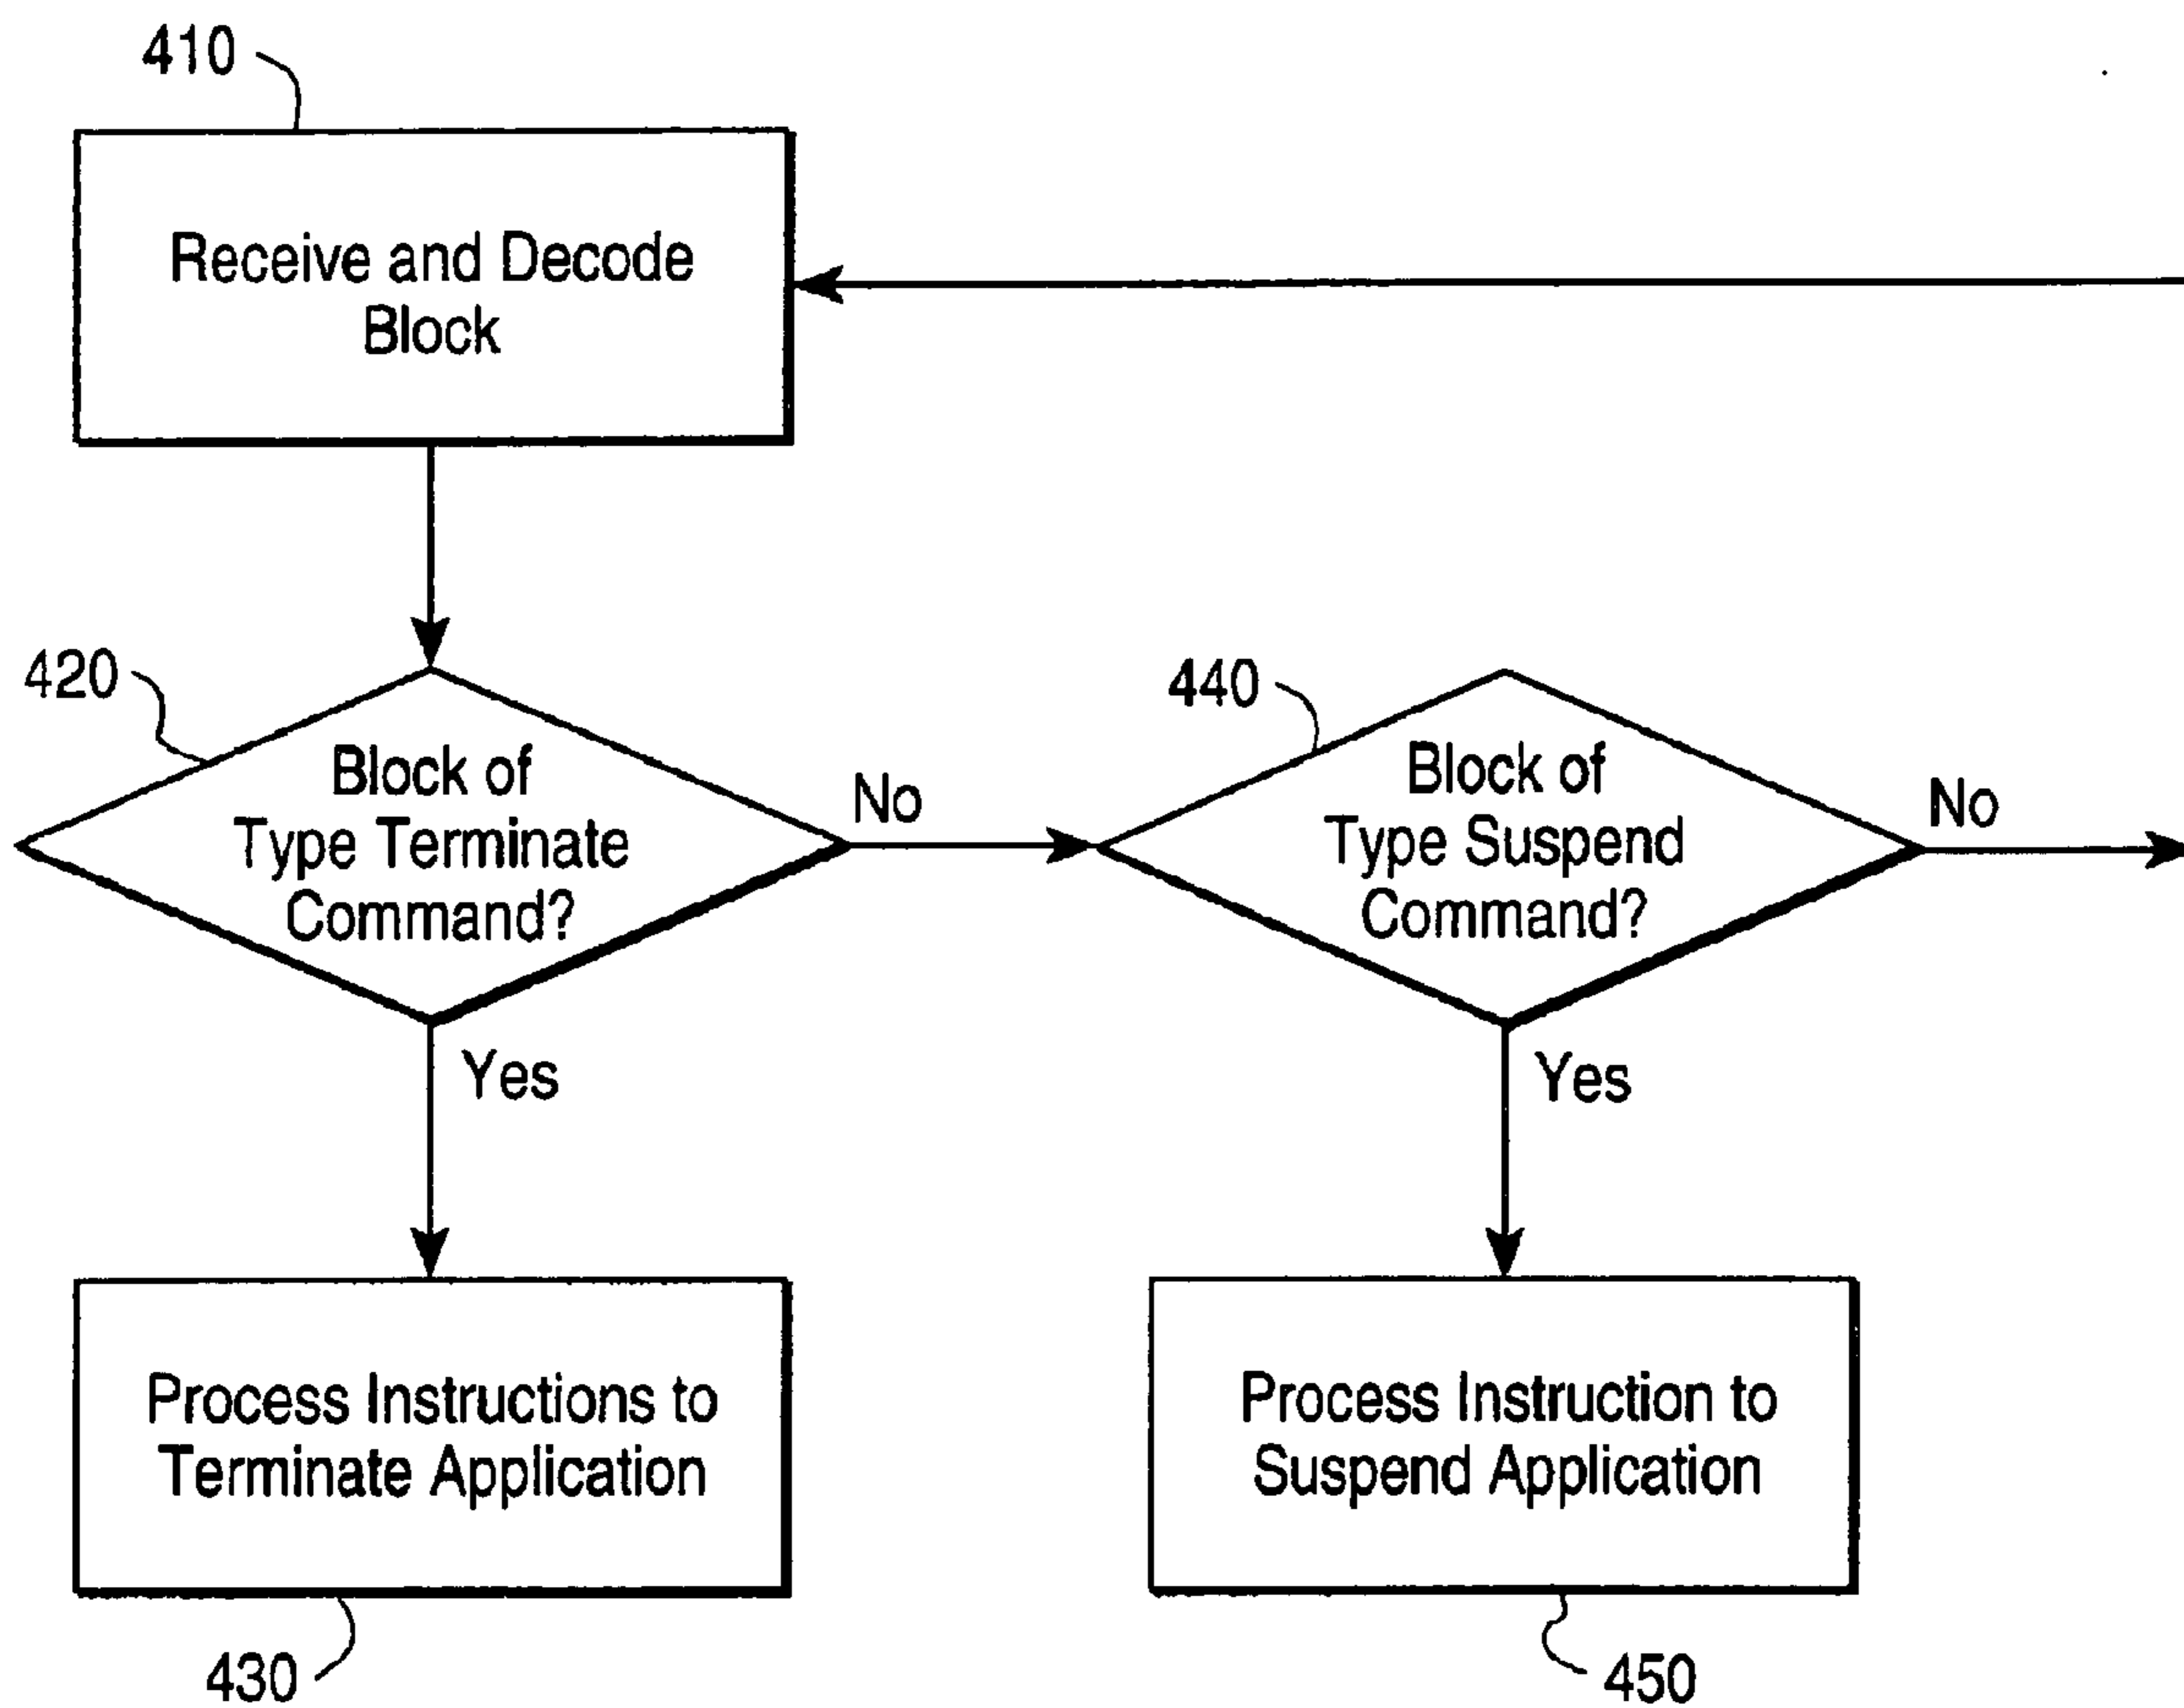 410
Receive and Decode
Block
420
Block of
Type Terminate
Command?
No
440
Block of
Type Suspend
Command?
No
Yes
Yes
Process Instructions to
Terminate Application
Process Instruction to
Suspend Application
430
450